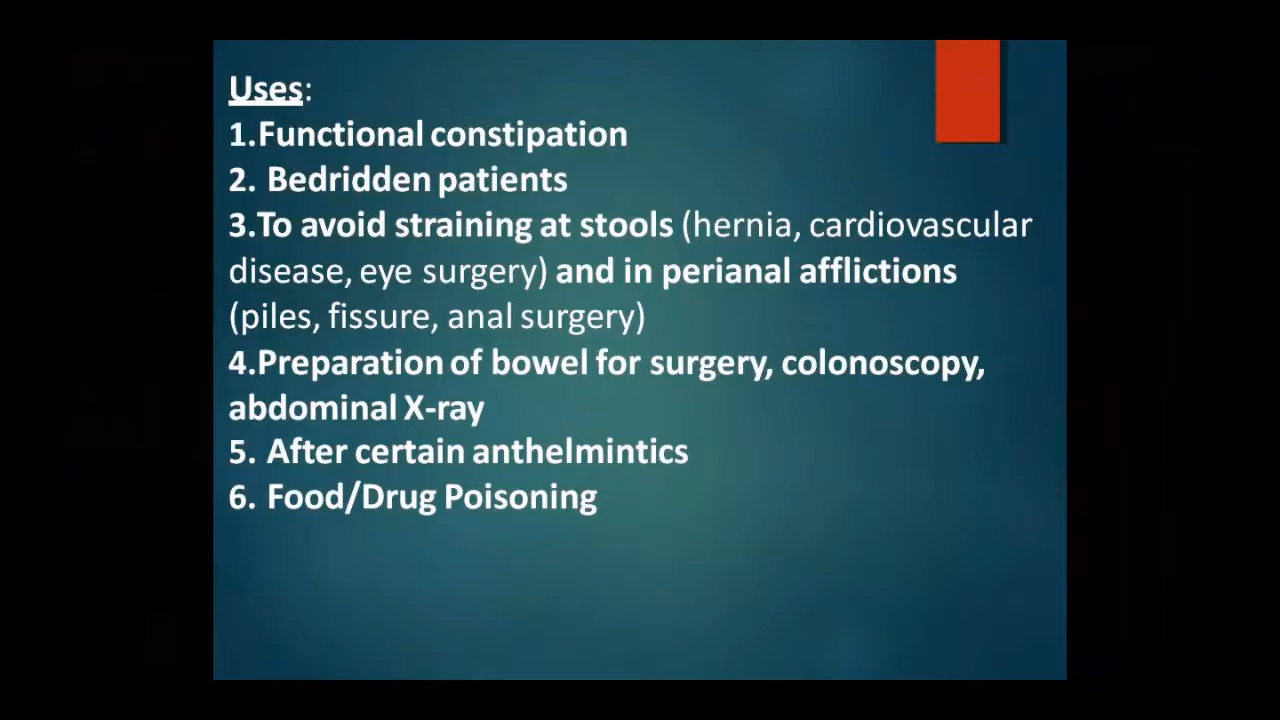 Uses:
1.Functional constipation
2. Bedridden patients
3.To avoid straining at stools (hernia, cardiovascular
disease, eye surgery) and in perianal afflictions
(piles, fissure, anal surgery)
4.Preparation of bowel for surgery, colonoscopy,
abdominal X-ray
5. After certain anthelmintics
6. Food/Drug Poisoning